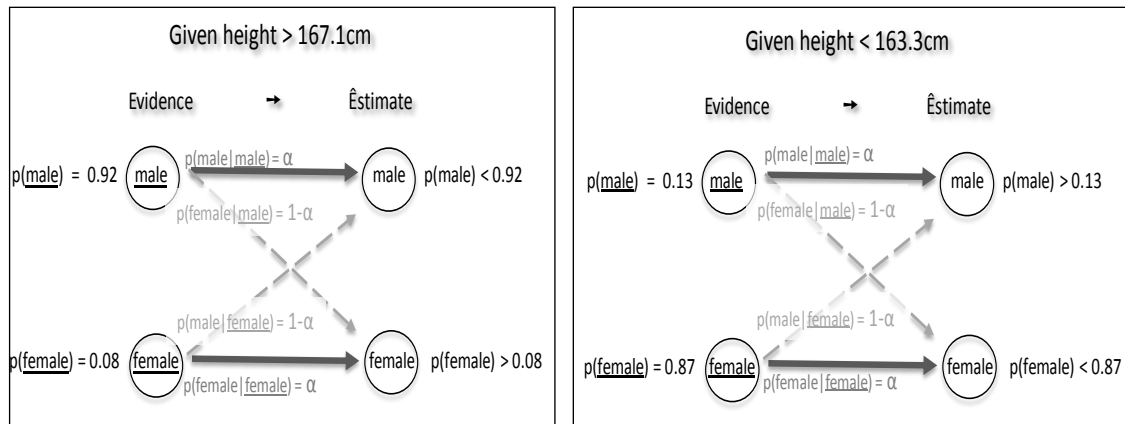 Given height > 167.1cm
Evidence → Êstimate
p(male|male) = α
p(male) = 0.92 male male p(male) < 0.92
p(female|male) = 1-α
p(male|female) = 1-α
p(female) = 0.08 female female p(female) > 0.08
p(female|female) = α
Given height < 163.3cm
Evidence → Êstimate
p(male|male) = α
p(male) = 0.13 male male p(male) > 0.13
p(female|male) = 1-α
p(male|female) = 1-α
p(female) = 0.87 female female p(female) < 0.87
p(female|female) = α